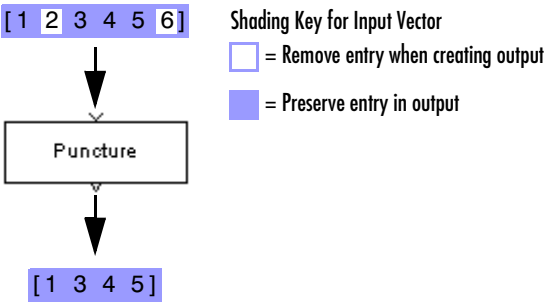 [1 2 3 4 5 6]
Shading Key for Input Vector
= Remove entry when creating output
= Preserve entry in output
Puncture
[1 3 4 5]